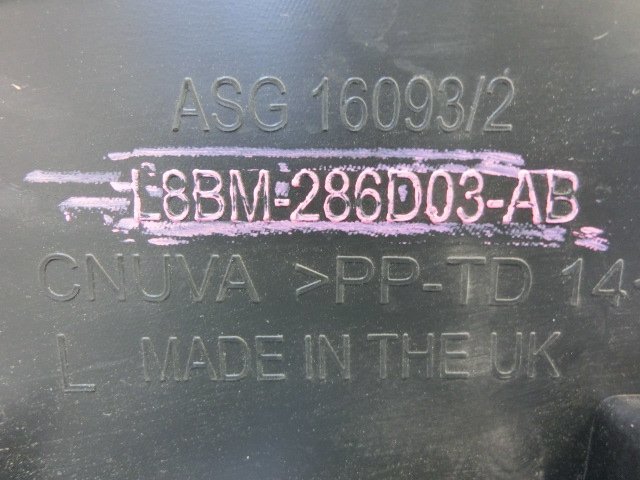 ASG 16093/2
L8BM-286D03-AB
CNUVA >PP-TD 14
L MADE IN THE UK